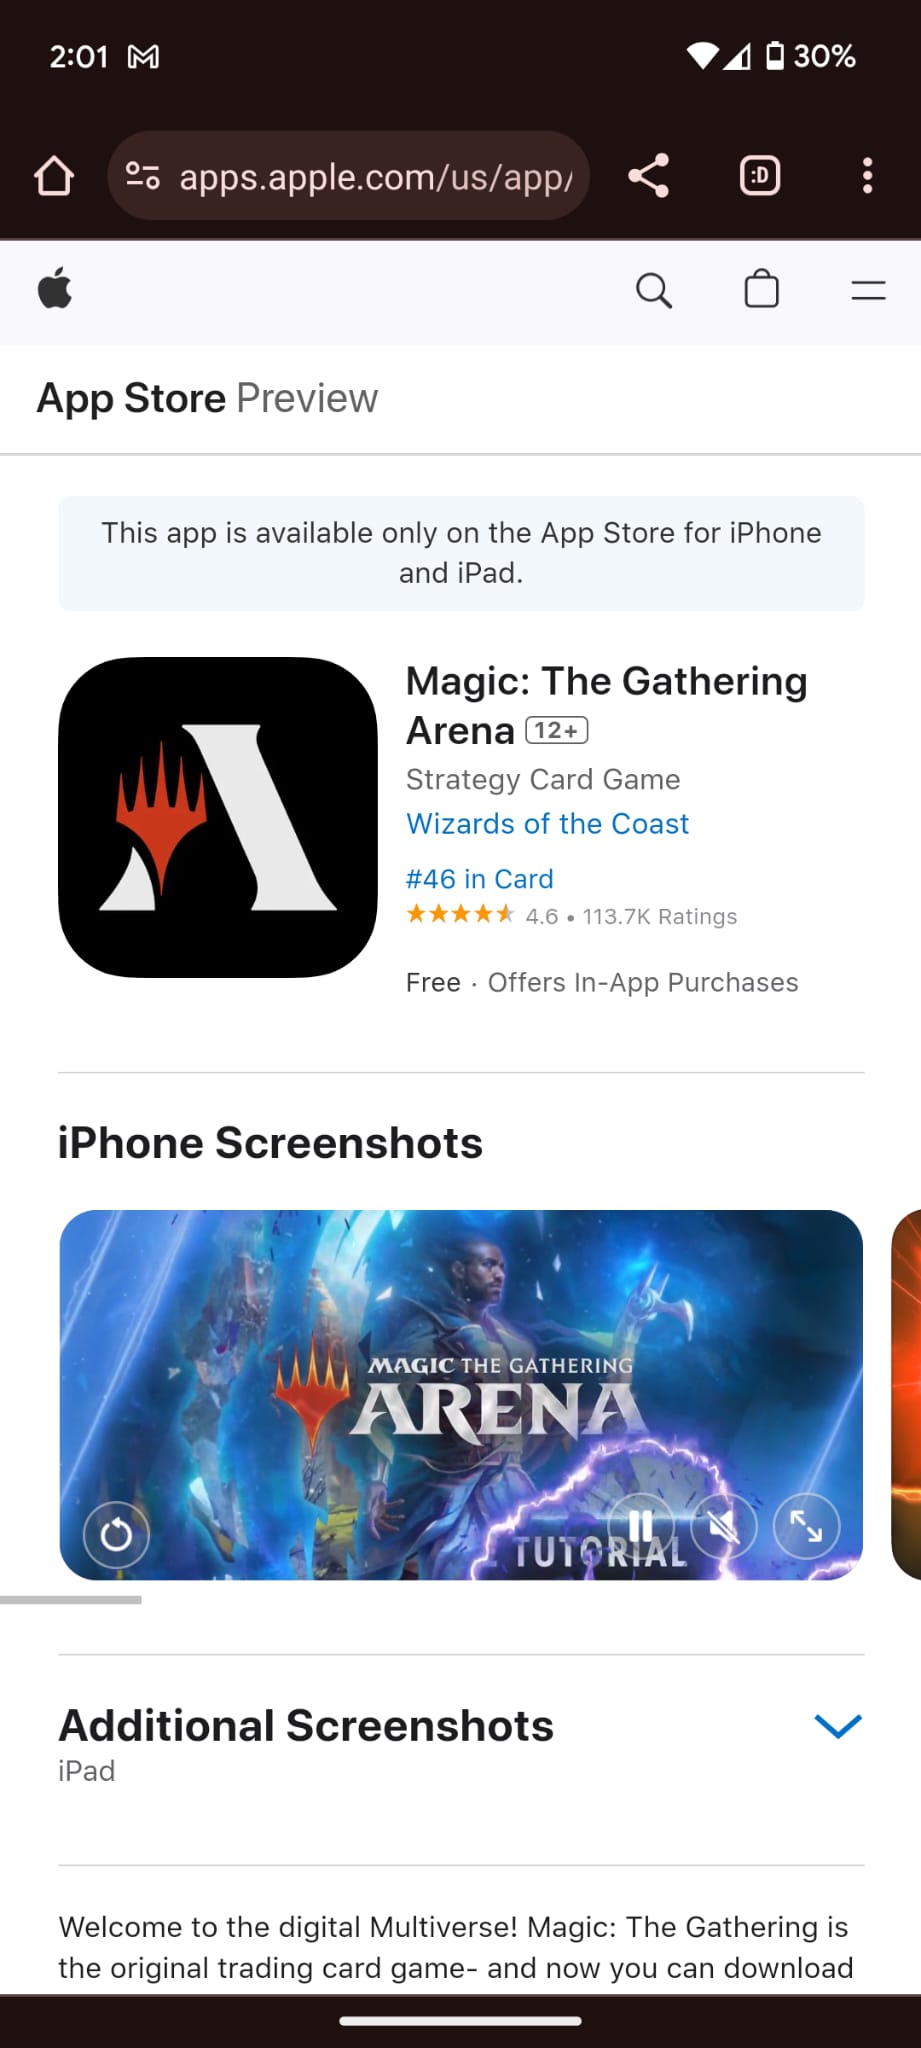 2:01 30%
apps.apple.com/us/app/ :D
App Store Preview
This app is available only on the App Store for iPhone
and iPad.
Magic: The Gathering
Arena 12+
Strategy Card Game
Wizards of the Coast
#46 in Card
4.6 • 113.7K Ratings
Free · Offers In-App Purchases
iPhone Screenshots
MAGIC THE GATHERING
ARENA
TUTORIAL
Additional Screenshots
iPad
Welcome to the digital Multiverse! Magic: The Gathering is
the original trading card game- and now you can download